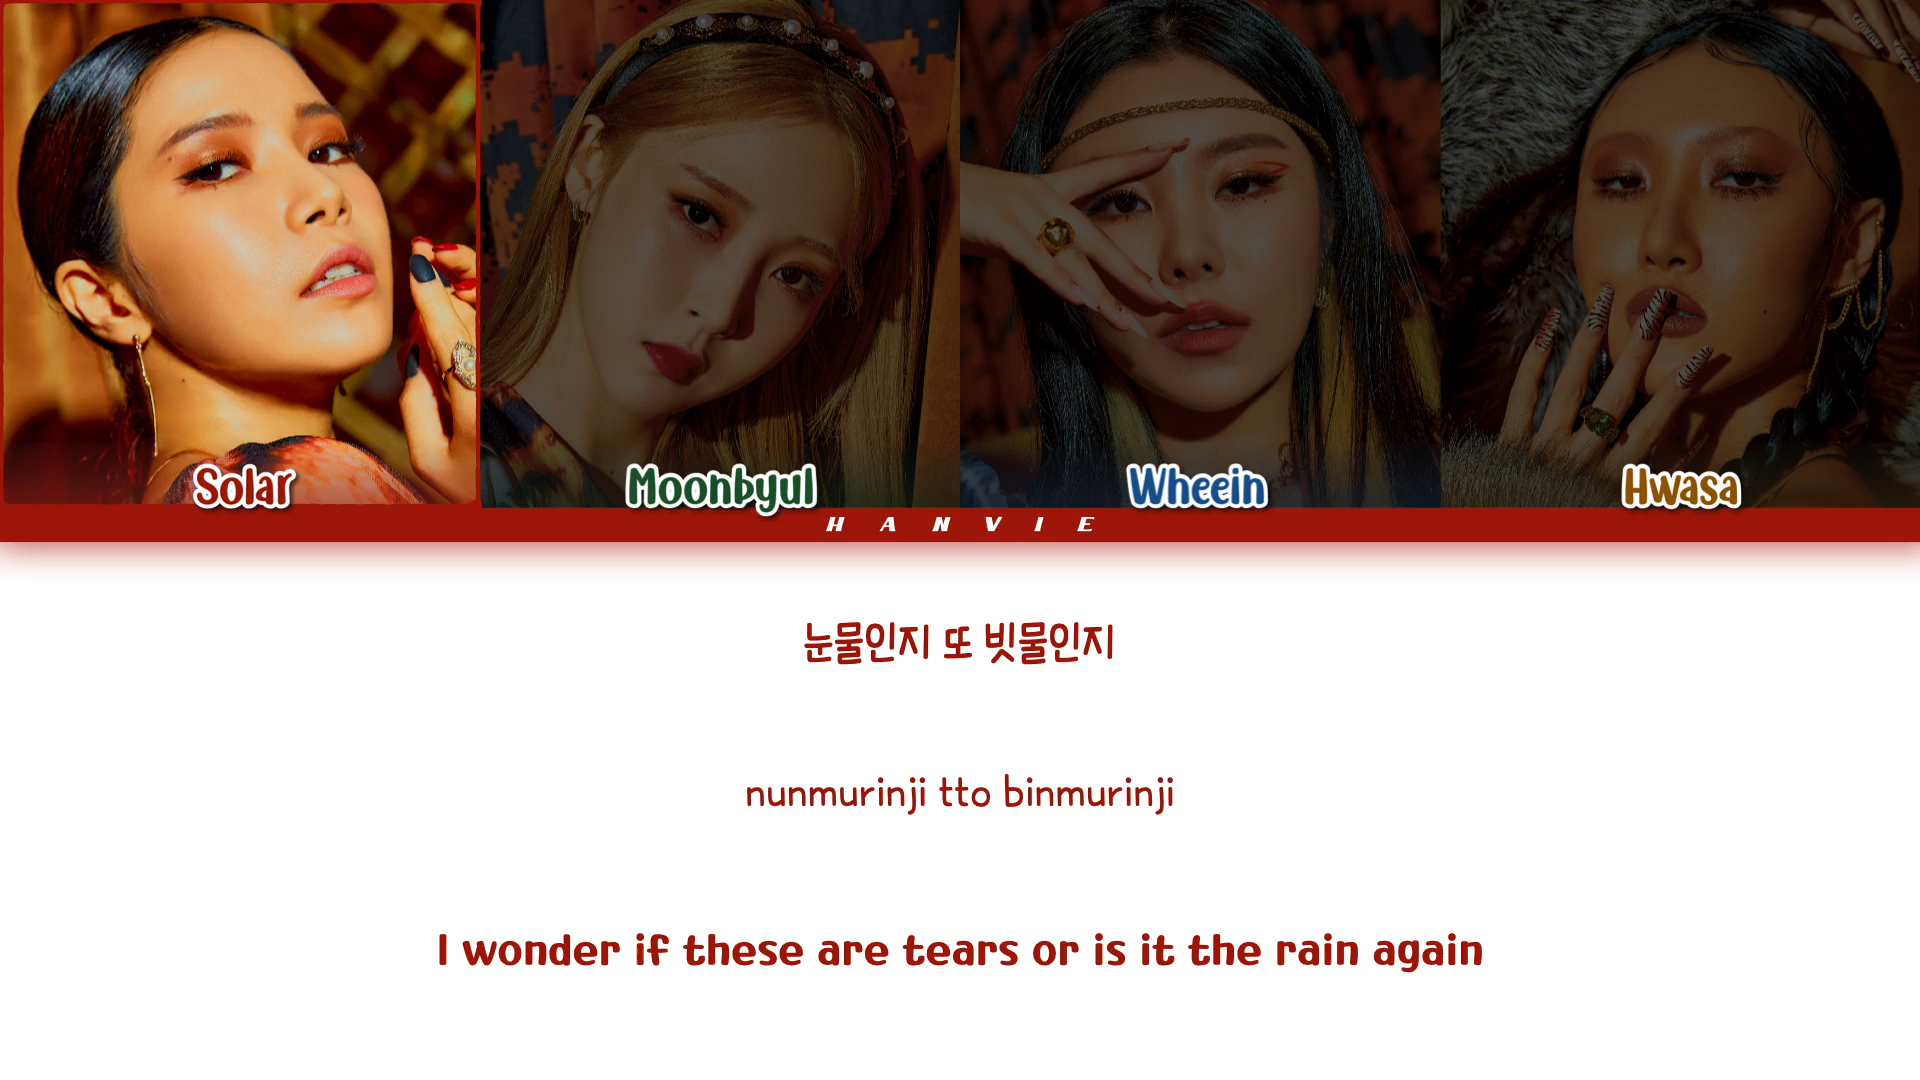 Solar
Moonbyul
Wheein
Hwasa
HANVIE
눈물인지 또 빗물인지
nunmurinji tto binmurinji
I wonder if these are tears or is it the rain again